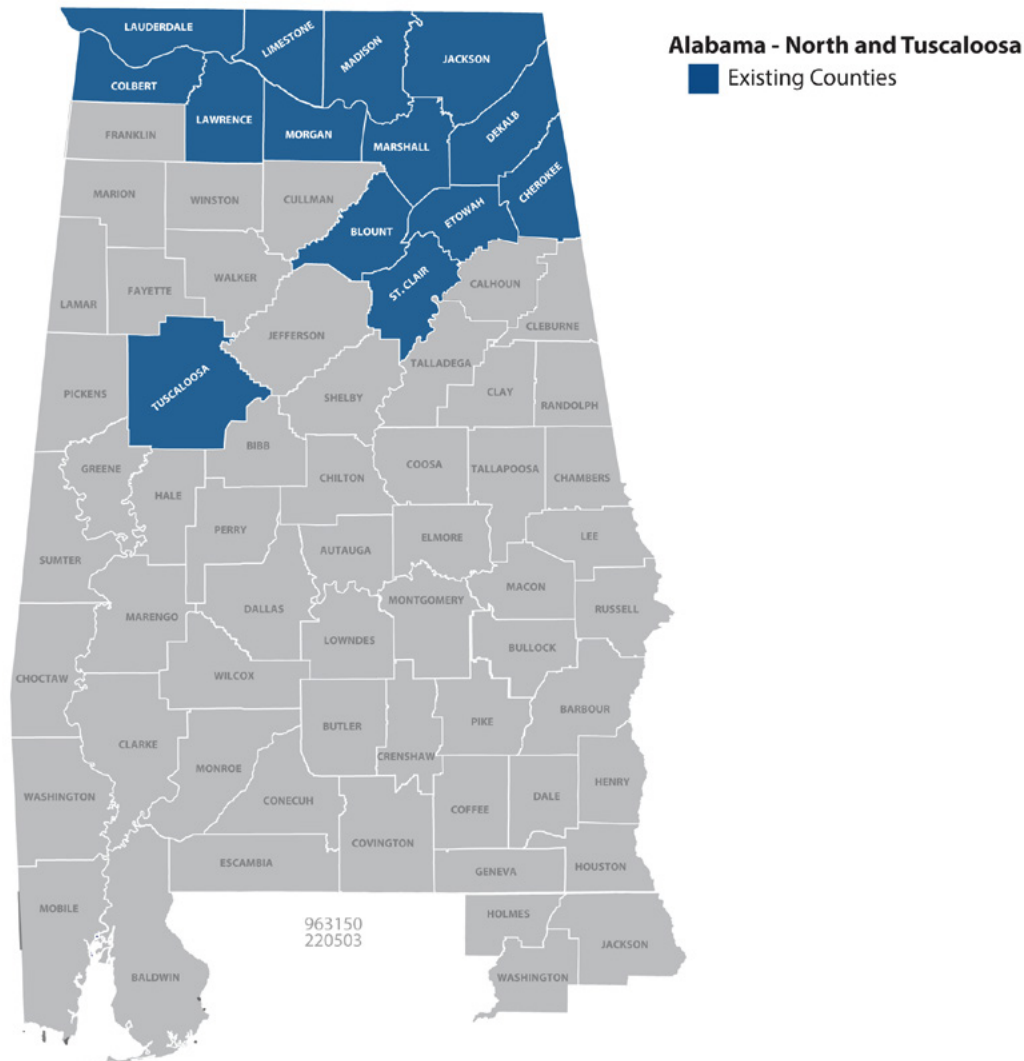 Alabama - North and Tuscaloosa
Existing Counties
LAUDERDALE
LIMESTONE
MADISON
JACKSON
COLBERT
LAWRENCE
MORGAN
MARSHALL
DEKALB
CHEROKEE
FRANKLIN
MARION
WINSTON
CULLMAN
BLOUNT
ETOWAH
ST. CLAIR
CALHOUN
CLEBURNE
LAMAR
FAYETTE
WALKER
JEFFERSON
TALLADEGA
PICKENS
TUSCALOOSA
SHELBY
CLAY
RANDOLPH
GREENE
HALE
BIBB
CHILTON
COOSA
TALLAPOOSA
CHAMBERS
PERRY
AUTAUGA
ELMORE
LEE
SUMTER
MARENGO
DALLAS
LOWNDES
MONTGOMERY
MACON
RUSSELL
BULLOCK
CHOCTAW
WILCOX
CLARKE
BUTLER
CRENSHAW
PIKE
BARBOUR
WASHINGTON
MONROE
CONECUH
COVINGTON
COFFEE
DALE
HENRY
ESCAMBIA
GENEVA
HOUSTON
MOBILE
BALDWIN
963150
220503
HOLMES
JACKSON
WASHINGTON